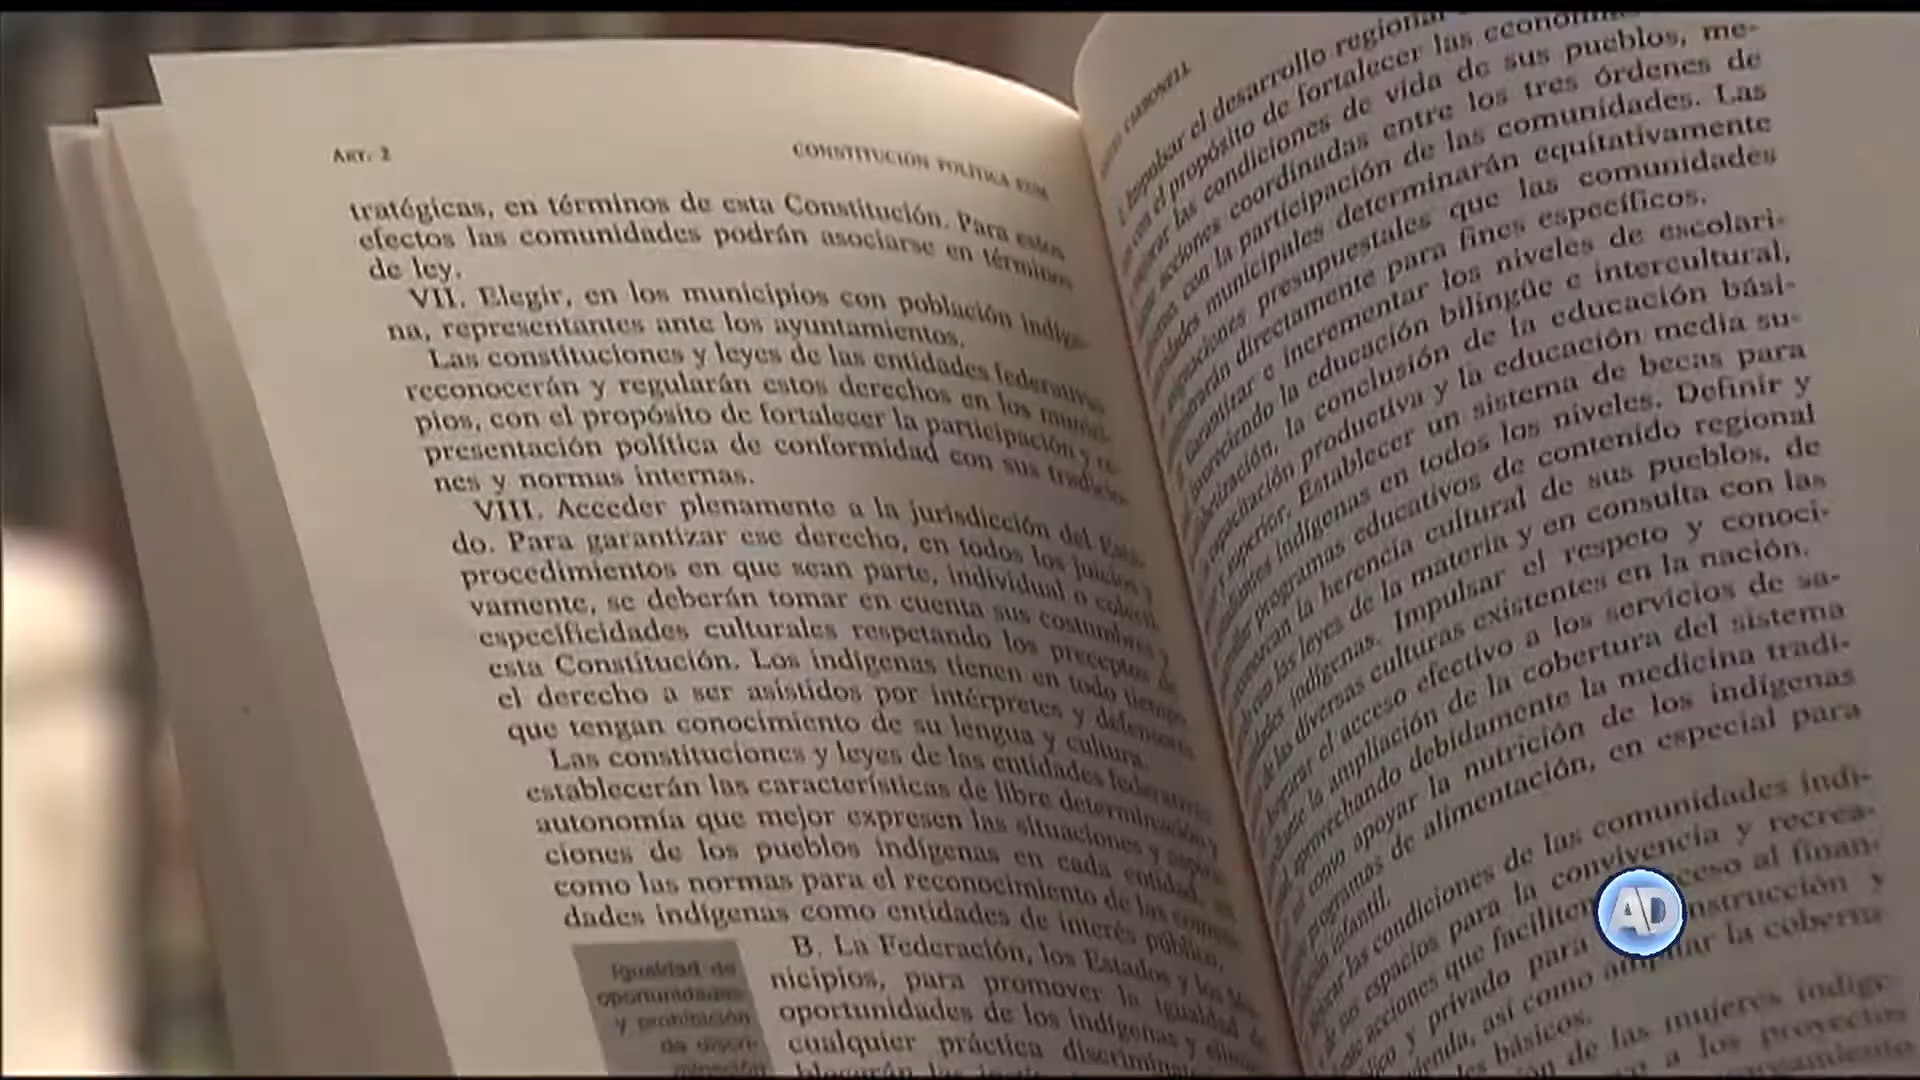 ART. 2
CONSTITUCIÓN POLÍTICA EUM
tratégicas, en términos de esta Constitución. Para estos
efectos las comunidades podrán asociarse en términos
de ley.
VII. Elegir, en los municipios con población indíge-
na, representantes ante los ayuntamientos.
Las constituciones y leyes de las entidades federativas
reconocerán y regularán estos derechos en los munici-
pios, con el propósito de fortalecer la participación y re-
presentación política de conformidad con sus tradicio-
nes y normas internas.
VIII. Acceder plenamente a la jurisdicción del Esta-
do. Para garantizar ese derecho, en todos los juicios y
procedimientos en que sean parte, individual o colecti-
vamente, se deberán tomar en cuenta sus costumbres y
especificidades culturales respetando los preceptos de
esta Constitución. Los indígenas tienen en todo tiempo
el derecho a ser asistidos por intérpretes y defensores
que tengan conocimiento de su lengua y cultura.
Las constituciones y leyes de las entidades federativas
establecerán las características de libre determinación y
autonomía que mejor expresen las situaciones y aspira-
ciones de los pueblos indígenas en cada entidad, así
como las normas para el reconocimiento de las comuni-
dades indígenas como entidades de interés público.
Igualdad de
oportunidades
y prohibición
de discri-
minación
B. La Federación, los Estados y los Mu-
nicipios, para promover la igualdad de
oportunidades de los indígenas y elimi
cualquier práctica discrimina
CARBONELL
Impulsar el desarrollo regional
con el propósito de fortalecer las economías
las condiciones de vida de sus pueblos, me-
acciones coordinadas entre los tres órdenes de
con la participación de las comunidades. Las
municipales determinarán equitativamente
presupuestales que las comunidades
directamente para fines específicos.
Garantizar e incrementar los niveles de escolari-
la educación bilingüe e intercultural,
la conclusión de la educación bási-
capacitación productiva y la educación media su-
y superior. Establecer un sistema de becas para
indígenas en todos los niveles. Definir y
programas educativos de contenido regional
la herencia cultural de sus pueblos, de
con las leyes de la materia y en consulta con las
indígenas. Impulsar el respeto y conoci-
de las diversas culturas existentes en la nación.
el acceso efectivo a los servicios de sa-
la ampliación de la cobertura del sistema
aprovechando debidamente la medicina tradi-
como apoyar la nutrición de los indígenas
programas de alimentación, en especial para
infantil.
las condiciones de las comunidades indí-
espacios para la convivencia y recrea-
acciones que faciliten acceso al finan-
y privado para construcción y
así como ampliar la cobertu
básicos.
de las mujeres indíge
a los proyectos
AD